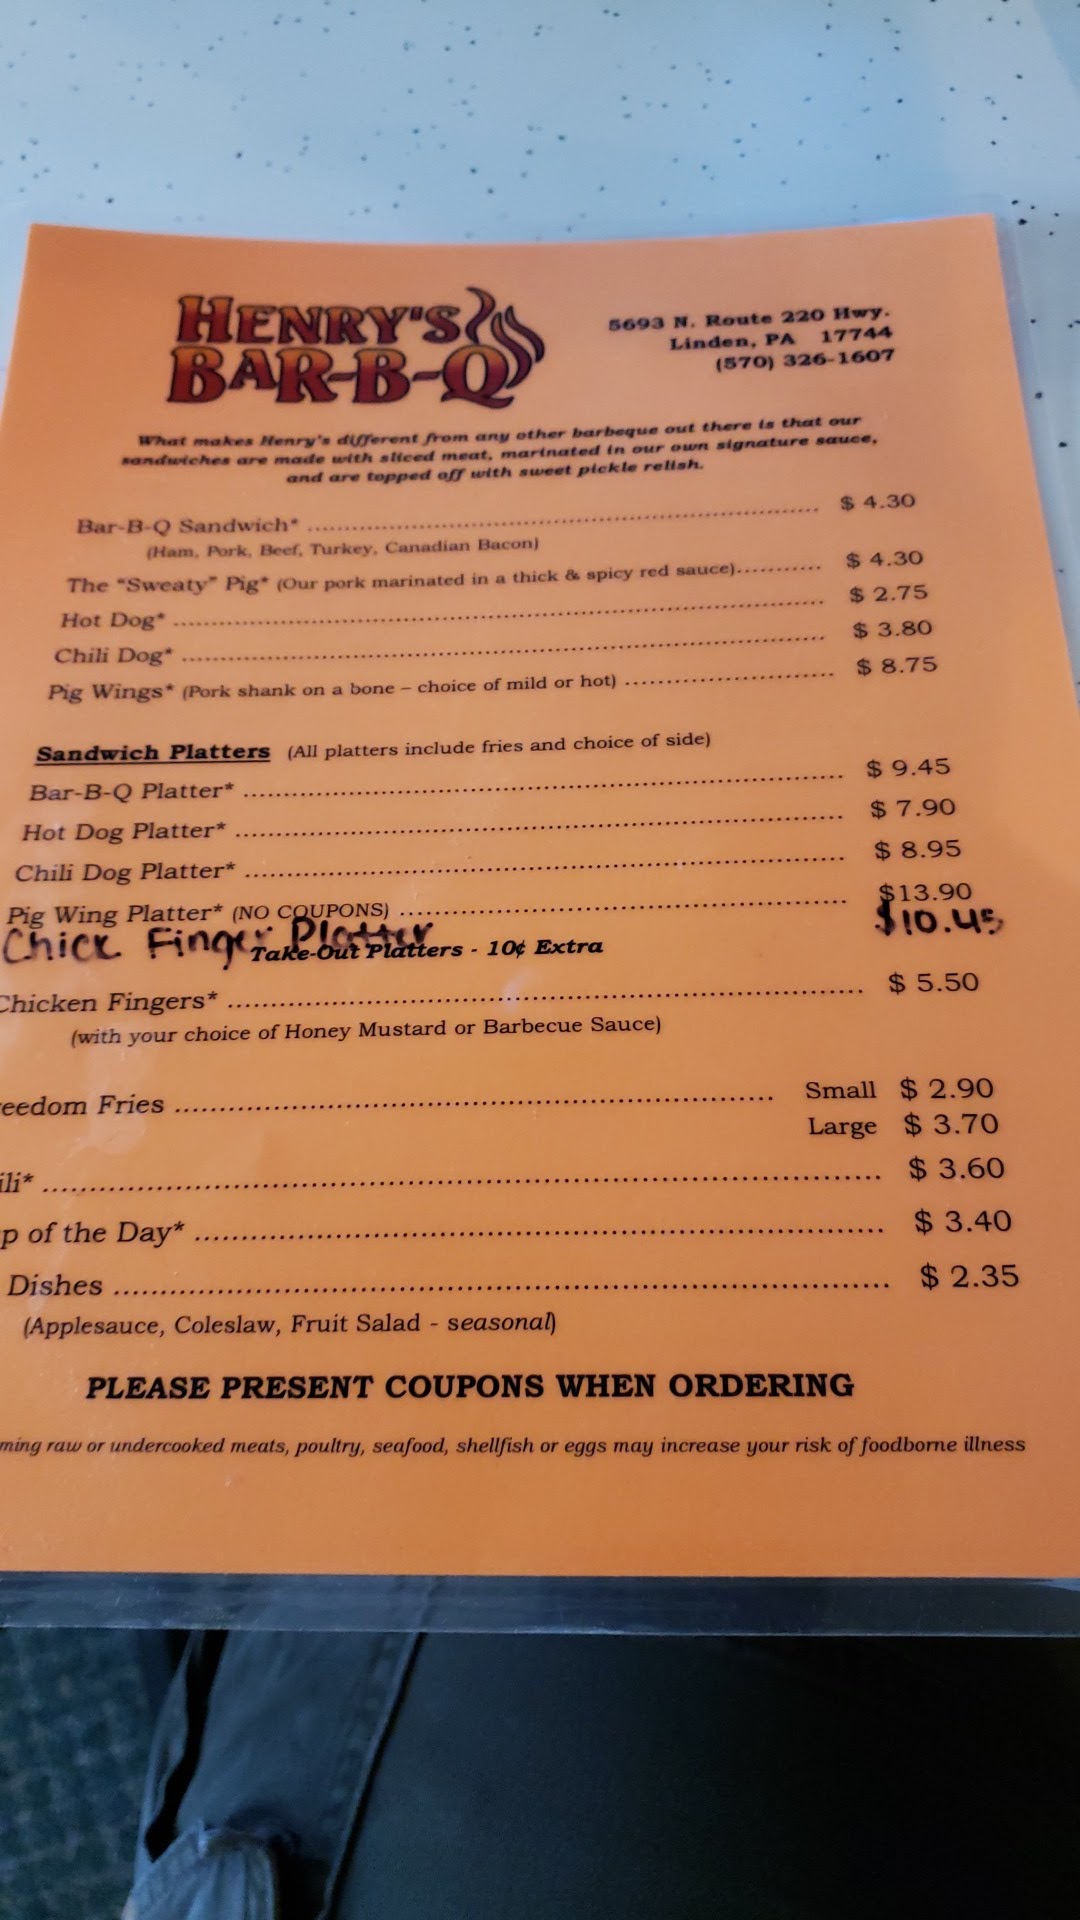 HENRY'S
BAR-B-Q
5693 N. Route 220 Hwy.
Linden, PA 17744
(570) 326-1607
What makes Henry's different from any other barbeque out there is that our
sandwiches are made with sliced meat, marinated in our own signature sauce,
and are topped off with sweet pickle relish.
Bar-B-Q Sandwich* ........ $ 4.30
(Ham, Pork, Beef, Turkey, Canadian Bacon)
The "Sweaty" Pig* (Our pork marinated in a thick & spicy red sauce)........... $ 4.30
Hot Dog* ........ $ 2.75
Chili Dog* ........ $ 3.80
Pig Wings* (Pork shank on a bone – choice of mild or hot) ........ $ 8.75
Sandwich Platters (All platters include fries and choice of side)
Bar-B-Q Platter* ........ $ 9.45
Hot Dog Platter* ........ $ 7.90
Chili Dog Platter* ........ $ 8.95
Pig Wing Platter* (NO COUPONS) ........ $13.90
Chick Finger Platter $10.45
Take-Out Platters - 10¢ Extra
Chicken Fingers* ........ $ 5.50
(with your choice of Honey Mustard or Barbecue Sauce)
eedom Fries ........ Small $ 2.90
Large $ 3.70
ili* ........ $ 3.60
p of the Day* ........ $ 3.40
Dishes ........ $ 2.35
(Applesauce, Coleslaw, Fruit Salad - seasonal)
PLEASE PRESENT COUPONS WHEN ORDERING
ming raw or undercooked meats, poultry, seafood, shellfish or eggs may increase your risk of foodborne illness